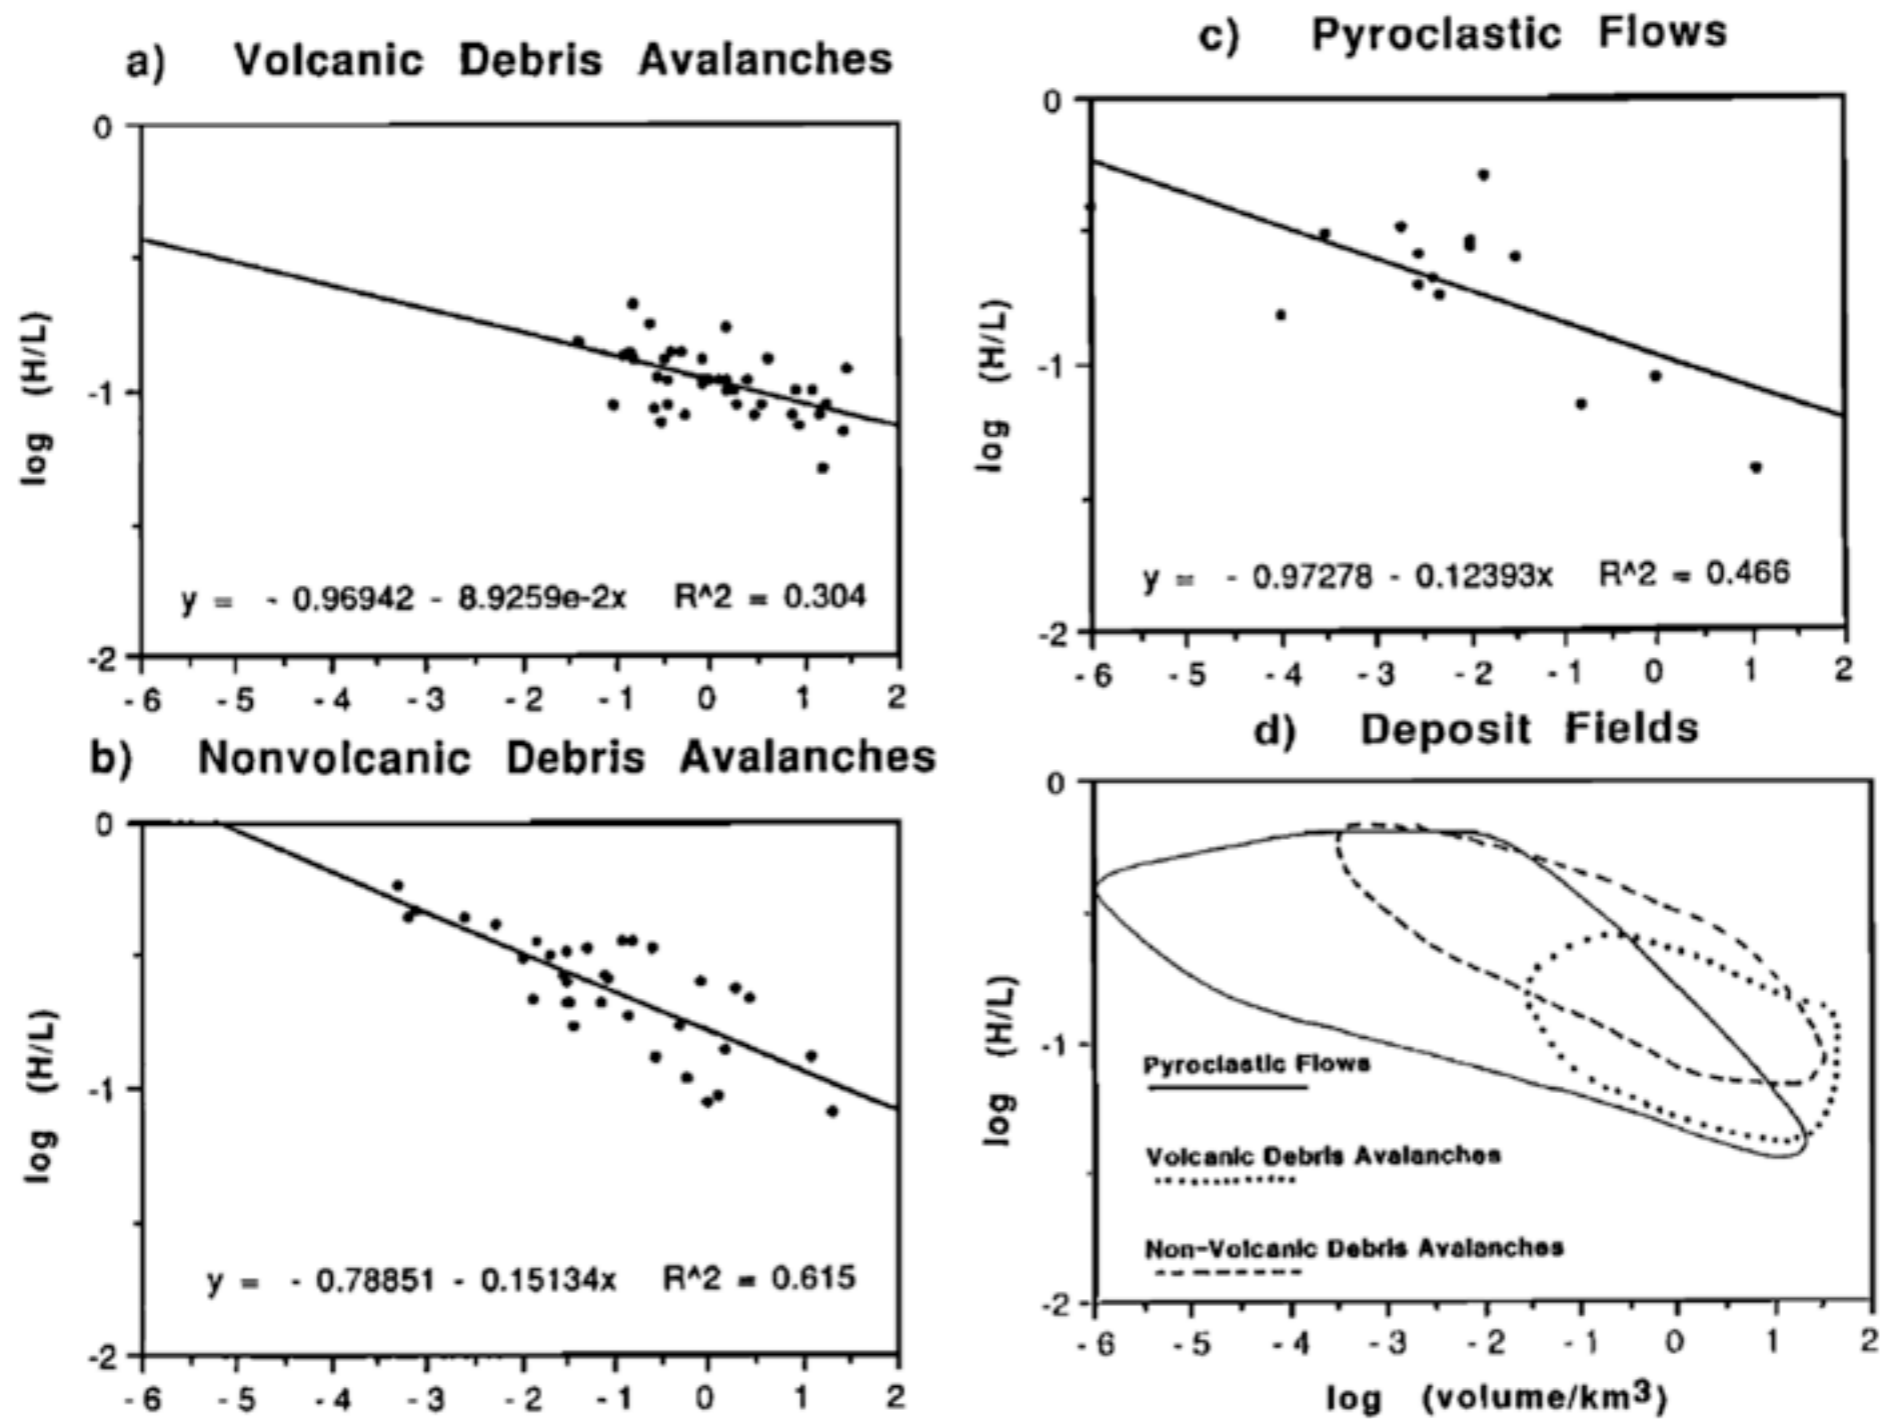 a) Volcanic Debris Avalanches
0
-1
-2
log (H/L)
y = - 0.96942 - 8.9259e-2x R^2 = 0.304
-6 -5 -4 -3 -2 -1 0 1 2
b) Nonvolcanic Debris Avalanches
0
-1
-2
log (H/L)
y = - 0.78851 - 0.15134x R^2 = 0.615
-6 -5 -4 -3 -2 -1 0 1 2
c) Pyroclastic Flows
0
-1
-2
log (H/L)
y = - 0.97278 - 0.12393x R^2 = 0.466
-6 -5 -4 -3 -2 -1 0 1 2
d) Deposit Fields
0
-1
-2
log (H/L)
Pyroclastic Flows
Volcanic Debris Avalanches
Non-Volcanic Debris Avalanches
-6 -5 -4 -3 -2 -1 0 1 2
log (volume/km3)